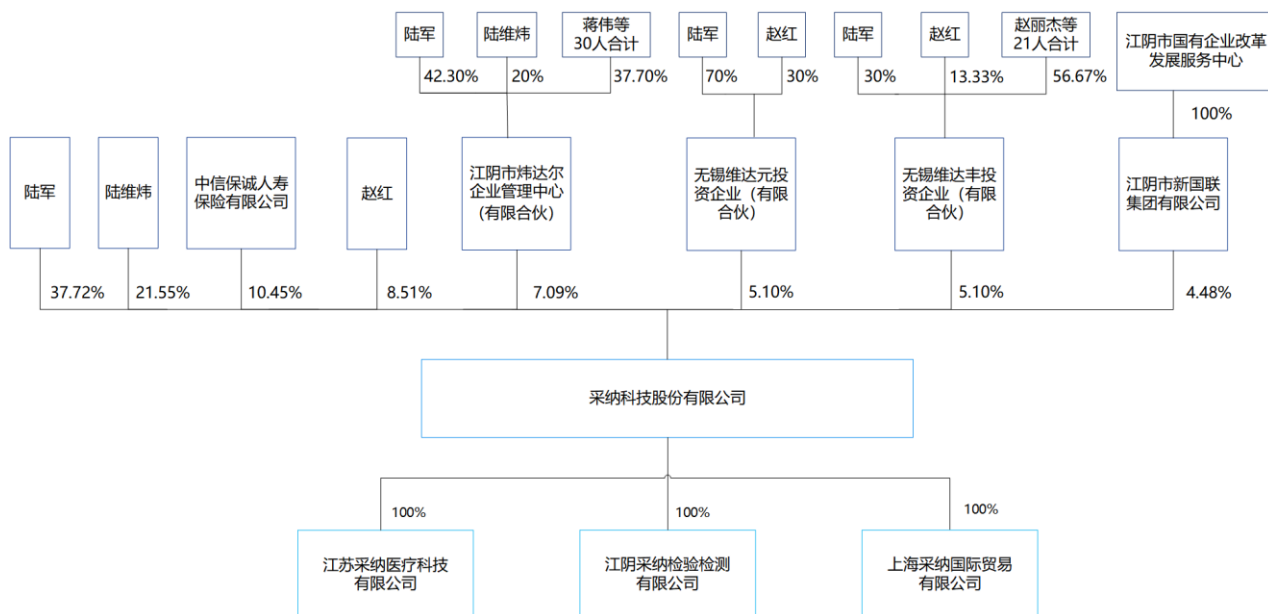 陆军
陆维炜
蒋伟等
30人合计
陆军
赵红
陆军
赵红
赵丽杰等
21人合计
江阴市国有企业改革
发展服务中心
42.30%
20%
37.70%
70%
30%
30%
13.33%
56.67%
100%
陆军
陆维炜
中信保诚人寿
保险有限公司
赵红
江阴市炜达尔
企业管理中心
(有限合伙)
无锡维达元投
资企业（有限
合伙）
无锡维达丰投
资企业（有限
合伙）
江阴市新国联
集团有限公司
37.72%
21.55%
10.45%
8.51%
7.09%
5.10%
5.10%
4.48%
采纳科技股份有限公司
100%
100%
100%
江苏采纳医疗科技
有限公司
江阴采纳检验检测
有限公司
上海采纳国际贸易
有限公司